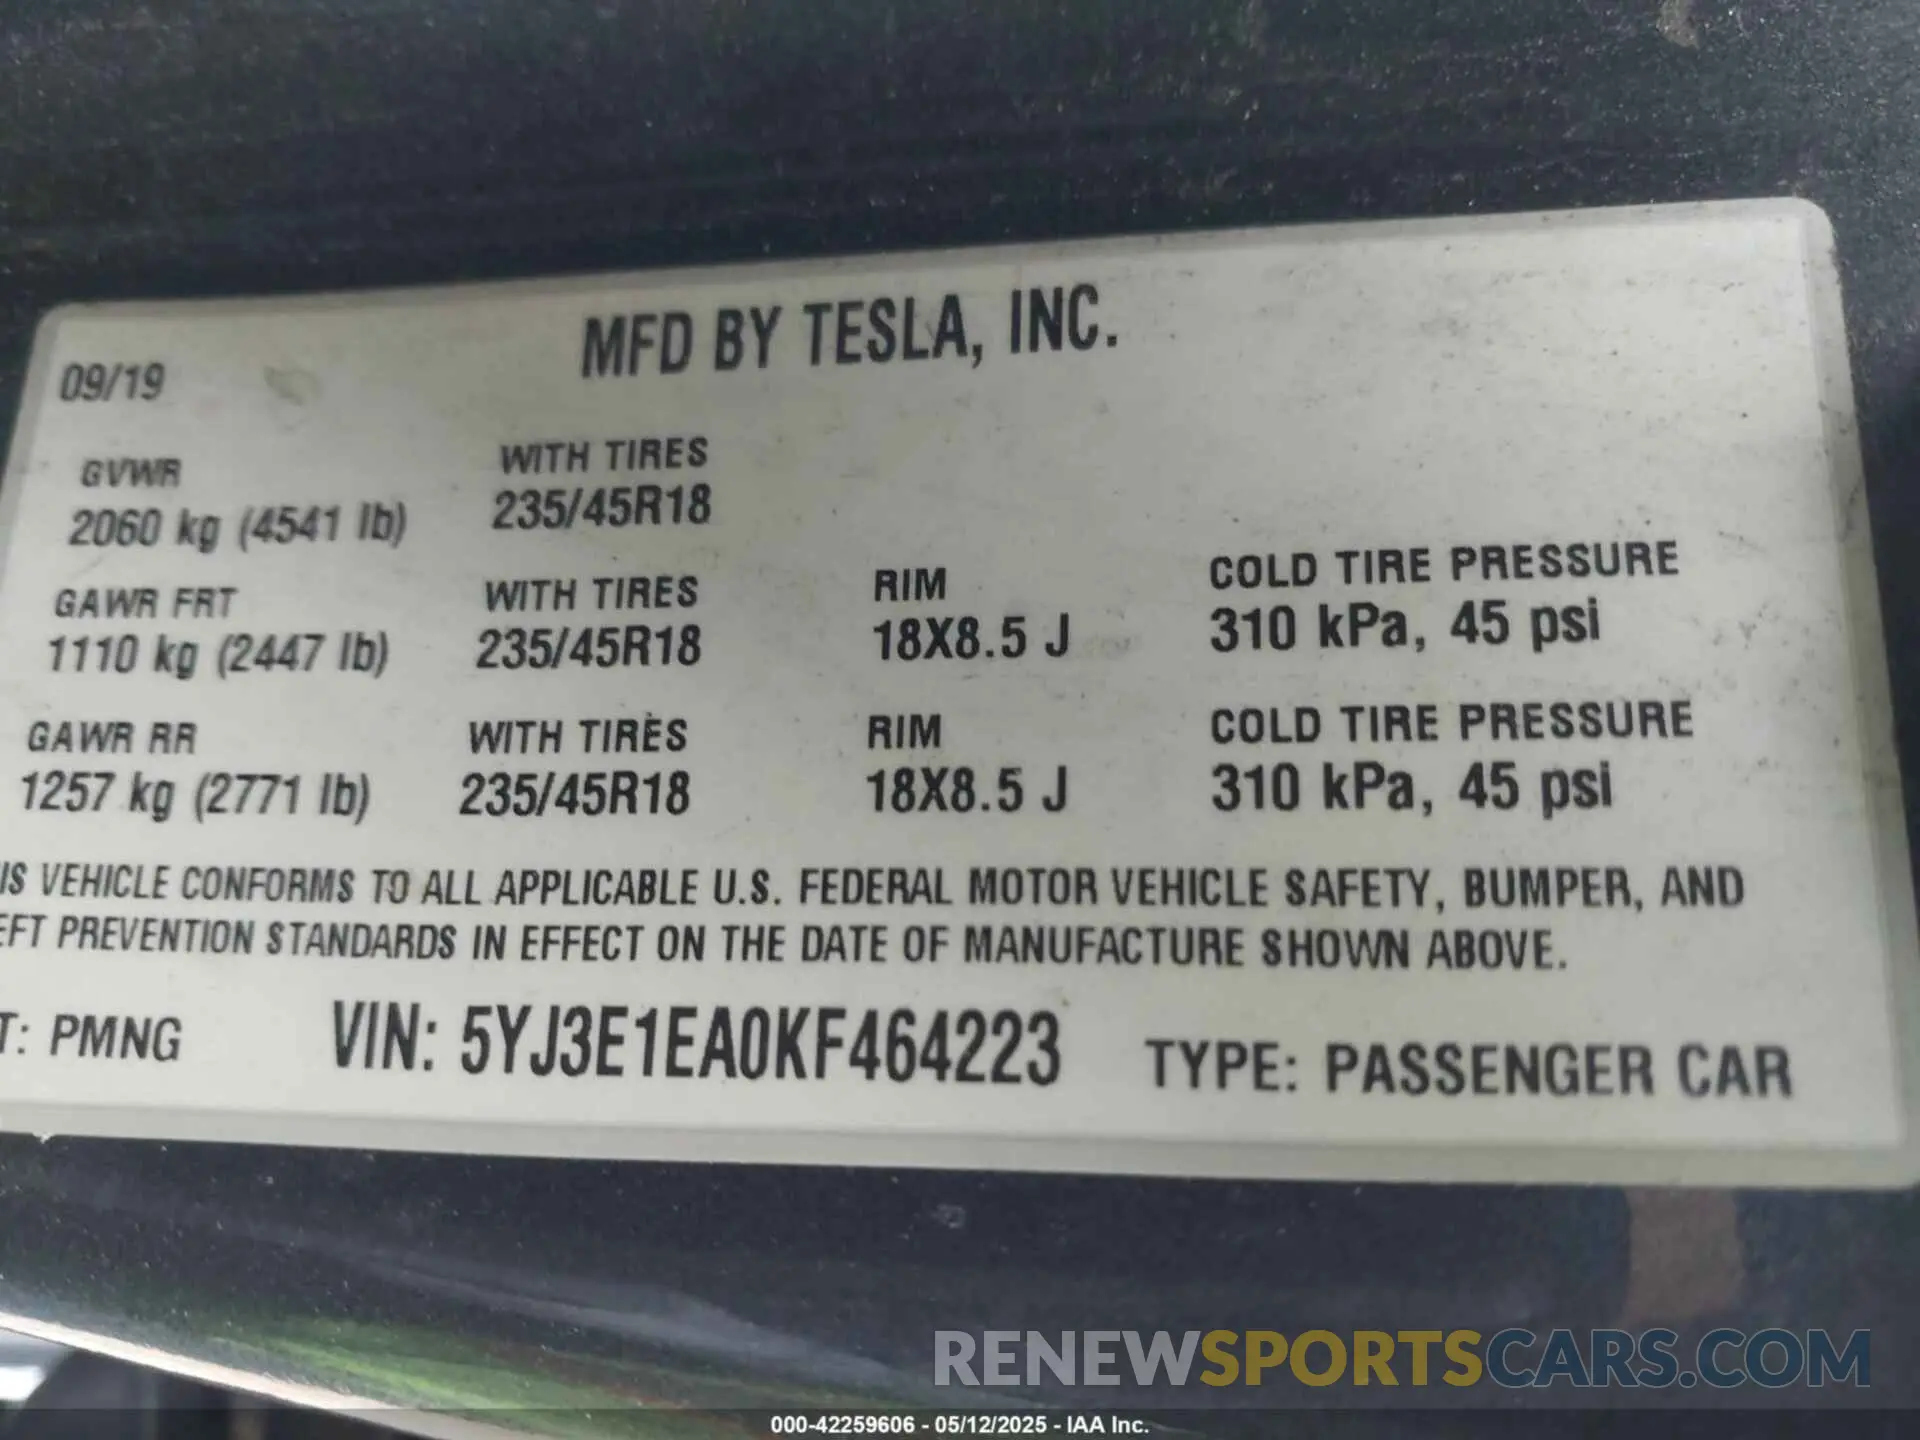 MFD BY TESLA, INC.
09/19
GVWR WITH TIRES
2060 kg (4541 lb) 235/45R18
GAWR FRT WITH TIRES RIM COLD TIRE PRESSURE
1110 kg (2447 lb) 235/45R18 18X8.5 J 310 kPa, 45 psi
GAWR RR WITH TIRES RIM COLD TIRE PRESSURE
1257 kg (2771 lb) 235/45R18 18X8.5 J 310 kPa, 45 psi
IS VEHICLE CONFORMS TO ALL APPLICABLE U.S. FEDERAL MOTOR VEHICLE SAFETY, BUMPER, AND
EFT PREVENTION STANDARDS IN EFFECT ON THE DATE OF MANUFACTURE SHOWN ABOVE.
T: PMNG VIN: 5YJ3E1EA0KF464223 TYPE: PASSENGER CAR
RENEWSPORTSCARS.COM
000-42259606 - 05/12/2025 - IAA Inc.